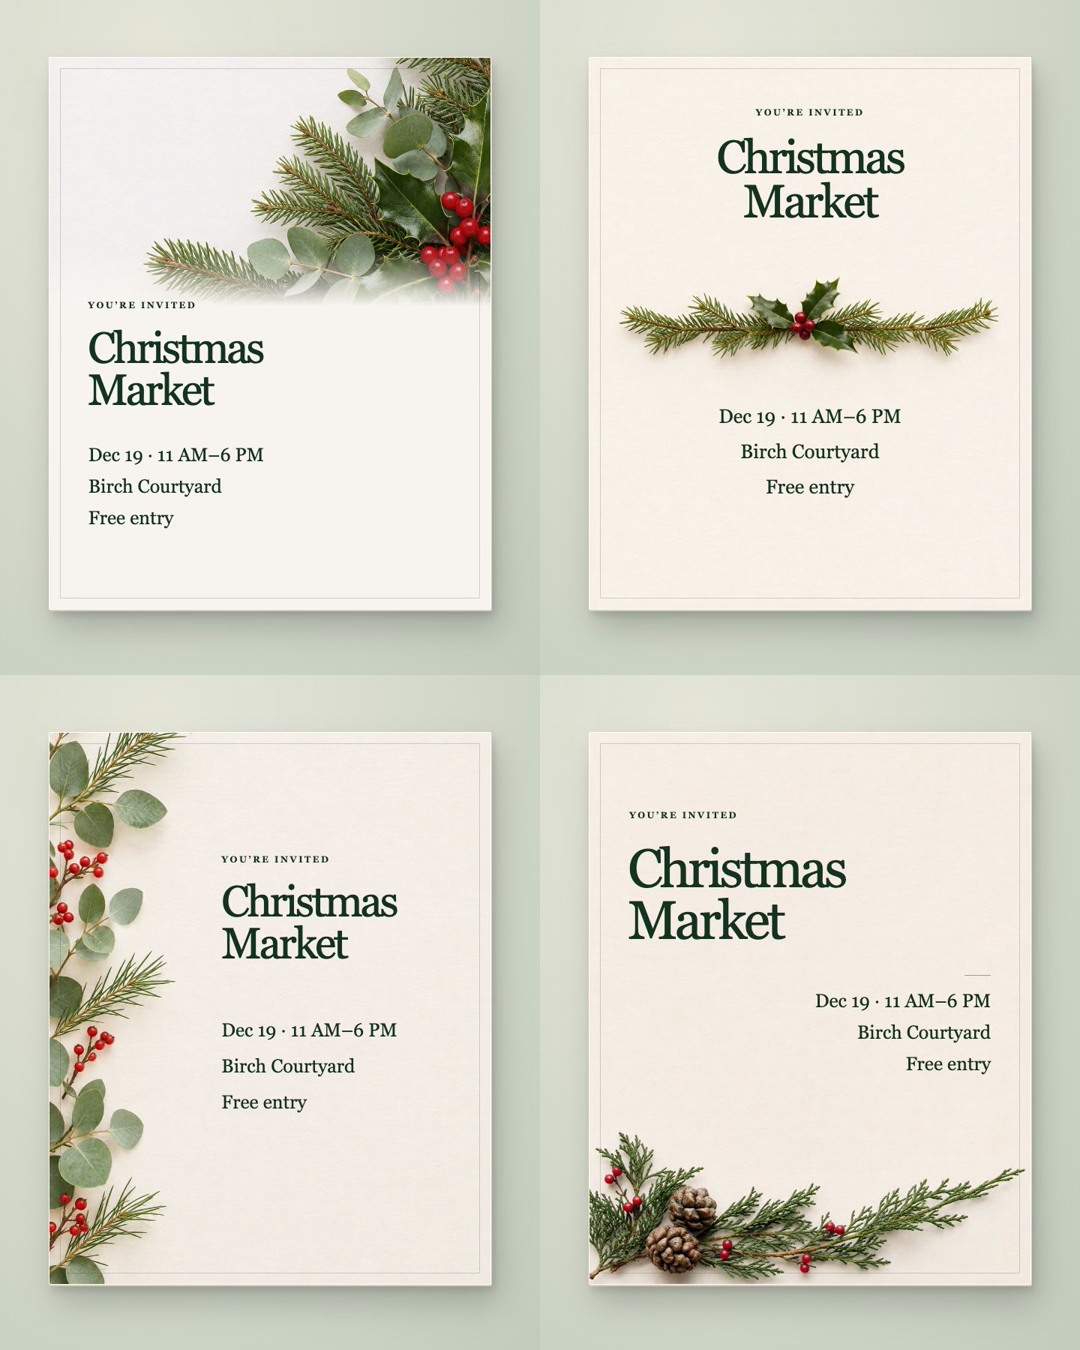 YOU'RE INVITED
Christmas
Market
Dec 19 · 11 AM–6 PM
Birch Courtyard
Free entry
YOU'RE INVITED
Christmas
Market
Dec 19 · 11 AM–6 PM
Birch Courtyard
Free entry
YOU'RE INVITED
Christmas
Market
Dec 19 · 11 AM–6 PM
Birch Courtyard
Free entry
YOU'RE INVITED
Christmas
Market
Dec 19 · 11 AM–6 PM
Birch Courtyard
Free entry